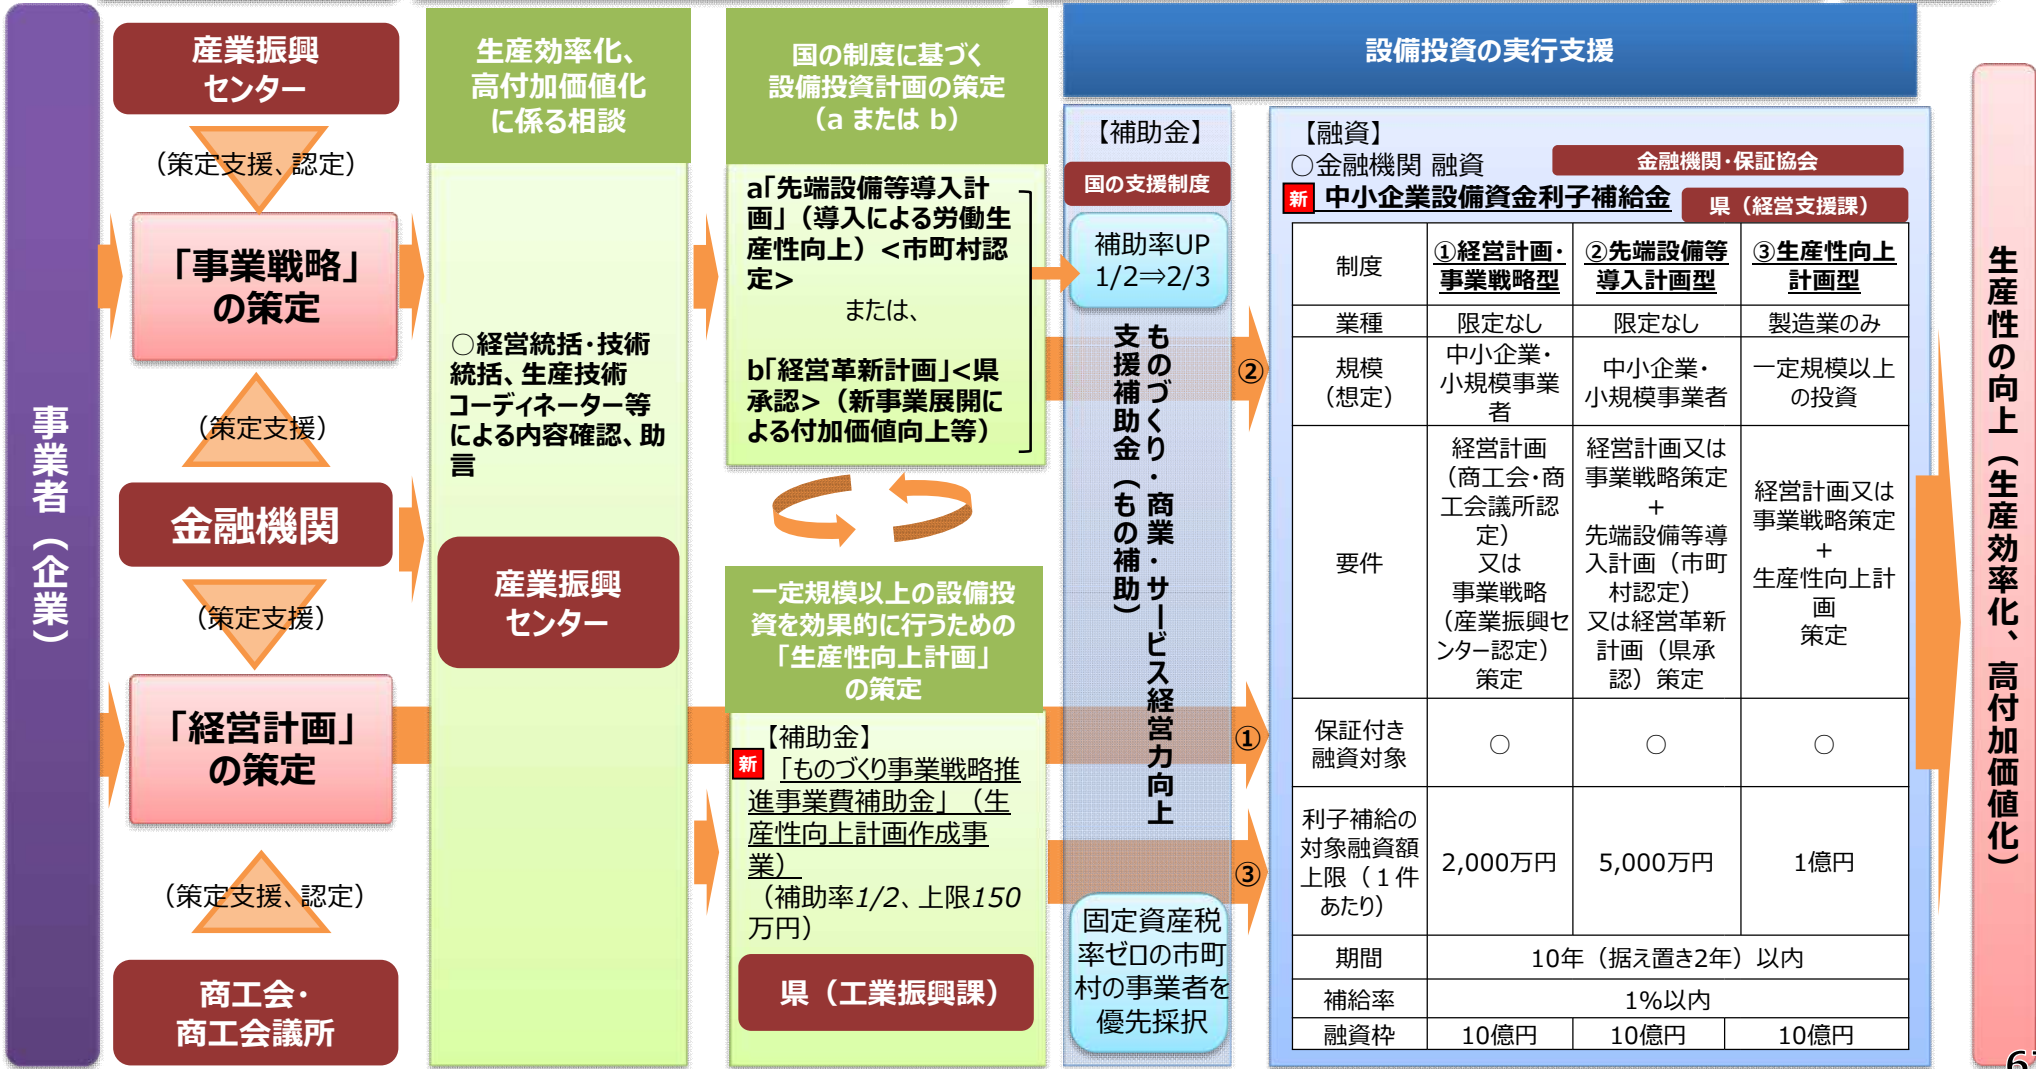 事業者（企業）
産業振興
センター
（策定支援、認定）
「事業戦略」
の策定
（策定支援）
金融機関
（策定支援）
「経営計画」
の策定
（策定支援、認定）
商工会・
商工会議所
生産効率化、
高付加価値化
に係る相談
○経営統括・技術
統括、生産技術
コーディネーター等
による内容確認、助
言
産業振興
センター
国の制度に基づく
設備投資計画の策定
（a または b）
a「先端設備等導入計
画」（導入による労働生
産性向上）<市町村認
定>
または、
b「経営革新計画」<県
承認>（新事業展開に
よる付加価値向上等）
一定規模以上の設備投
資を効果的に行うための
「生産性向上計画」
の策定
【補助金】
新 「ものづくり事業戦略推
進事業費補助金」（生
産性向上計画作成事
業）
（補助率1/2、上限150
万円）
県（工業振興課）
設備投資の実行支援
【補助金】
国の支援制度
補助率UP
1/2⇒2/3
ものづくり・商業・サービス経営力向上
支援補助金（もの補助）
固定資産税
率ゼロの市町
村の事業者を
優先採択
②
①
③
【融資】
○金融機関 融資 金融機関・保証協会
新 中小企業設備資金利子補給金 県（経営支援課）
制度
①経営計画・
事業戦略型
②先端設備等
導入計画型
③生産性向上
計画型
業種 限定なし 限定なし 製造業のみ
規模
（想定）
中小企業・
小規模事業
者
中小企業・
小規模事業者
一定規模以上
の投資
要件
経営計画
（商工会・商
工会議所認
定）
又は
事業戦略
（産業振興セ
ンター認定）
策定
経営計画又は
事業戦略策定
+
先端設備等導
入計画（市町
村認定）
又は経営革新
計画（県承
認）策定
経営計画又は
事業戦略策定
+
生産性向上計
画
策定
保証付き
融資対象
○ ○ ○
利子補給の
対象融資額
上限（１件
あたり）
2,000万円 5,000万円 1億円
期間 10年（据え置き2年）以内
補給率 1%以内
融資枠 10億円 10億円 10億円
生産性の向上（生産効率化、高付加価値化）